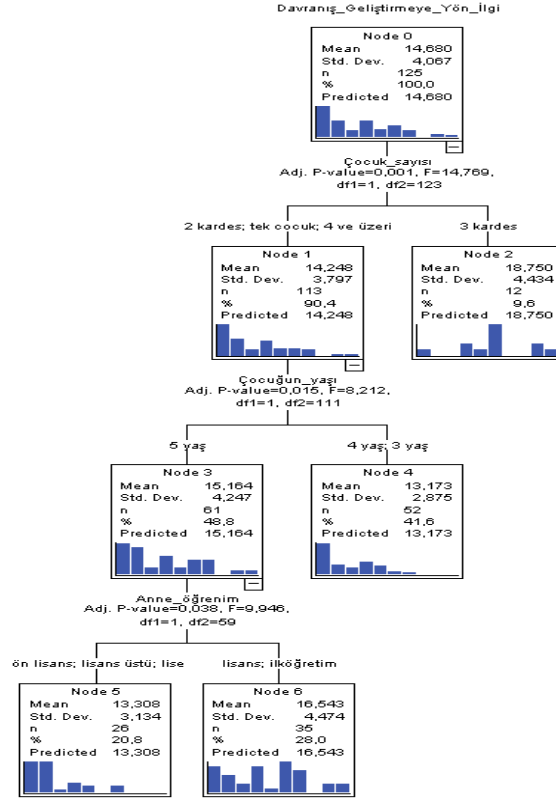 Davranış_Geliştirmeye_Yön_İlgi
Node 0
Mean 14,680
Std. Dev. 4,067
n 125
% 100,0
Predicted 14,680
Çocuk_sayısı
Adj. P-value=0,001, F=14,769,
df1=1, df2=123
2 kardes; tek cocuk; 4 ve üzeri
3 kardes
Node 1
Mean 14,248
Std. Dev. 3,797
n 113
% 90,4
Predicted 14,248
Node 2
Mean 18,750
Std. Dev. 4,434
n 12
% 9,6
Predicted 18,750
Çocuğun_yaşı
Adj. P-value=0,015, F=8,212,
df1=1, df2=111
5 yaş
4 yaş; 3 yaş
Node 3
Mean 15,164
Std. Dev. 4,247
n 61
% 48,8
Predicted 15,164
Node 4
Mean 13,173
Std. Dev. 2,875
n 52
% 41,6
Predicted 13,173
Anne_öğrenim
Adj. P-value=0,038, F=9,946,
df1=1, df2=59
ön lisans; lisans üstü; lise
lisans; ilköğretim
Node 5
Mean 13,308
Std. Dev. 3,134
n 26
% 20,8
Predicted 13,308
Node 6
Mean 16,543
Std. Dev. 4,474
n 35
% 28,0
Predicted 16,543